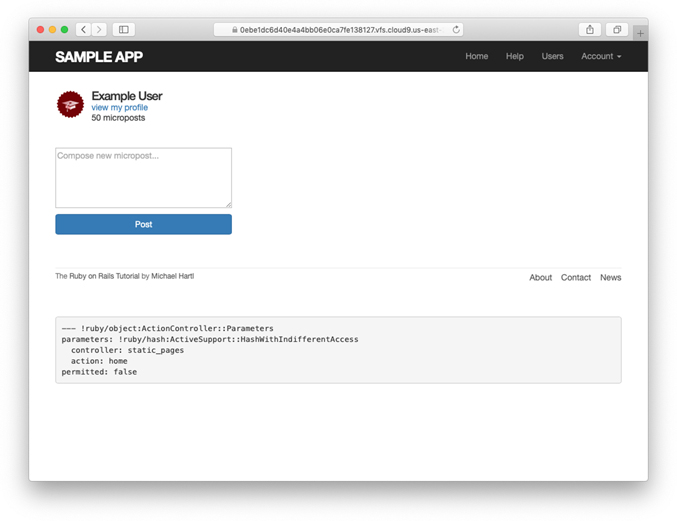 0ebe1dc6d40e4a4bb06e0ca7fe138127.vfs.cloud9.us-east-
SAMPLE APP
Home Help Users Account
Example User
view my profile
50 microposts
Compose new micropost...
Post
The Ruby on Rails Tutorial by Michael Hartl
About Contact News
--- !ruby/object:ActionController::Parameters
parameters: !ruby/hash:ActiveSupport::HashWithIndifferentAccess
  controller: static_pages
  action: home
permitted: false